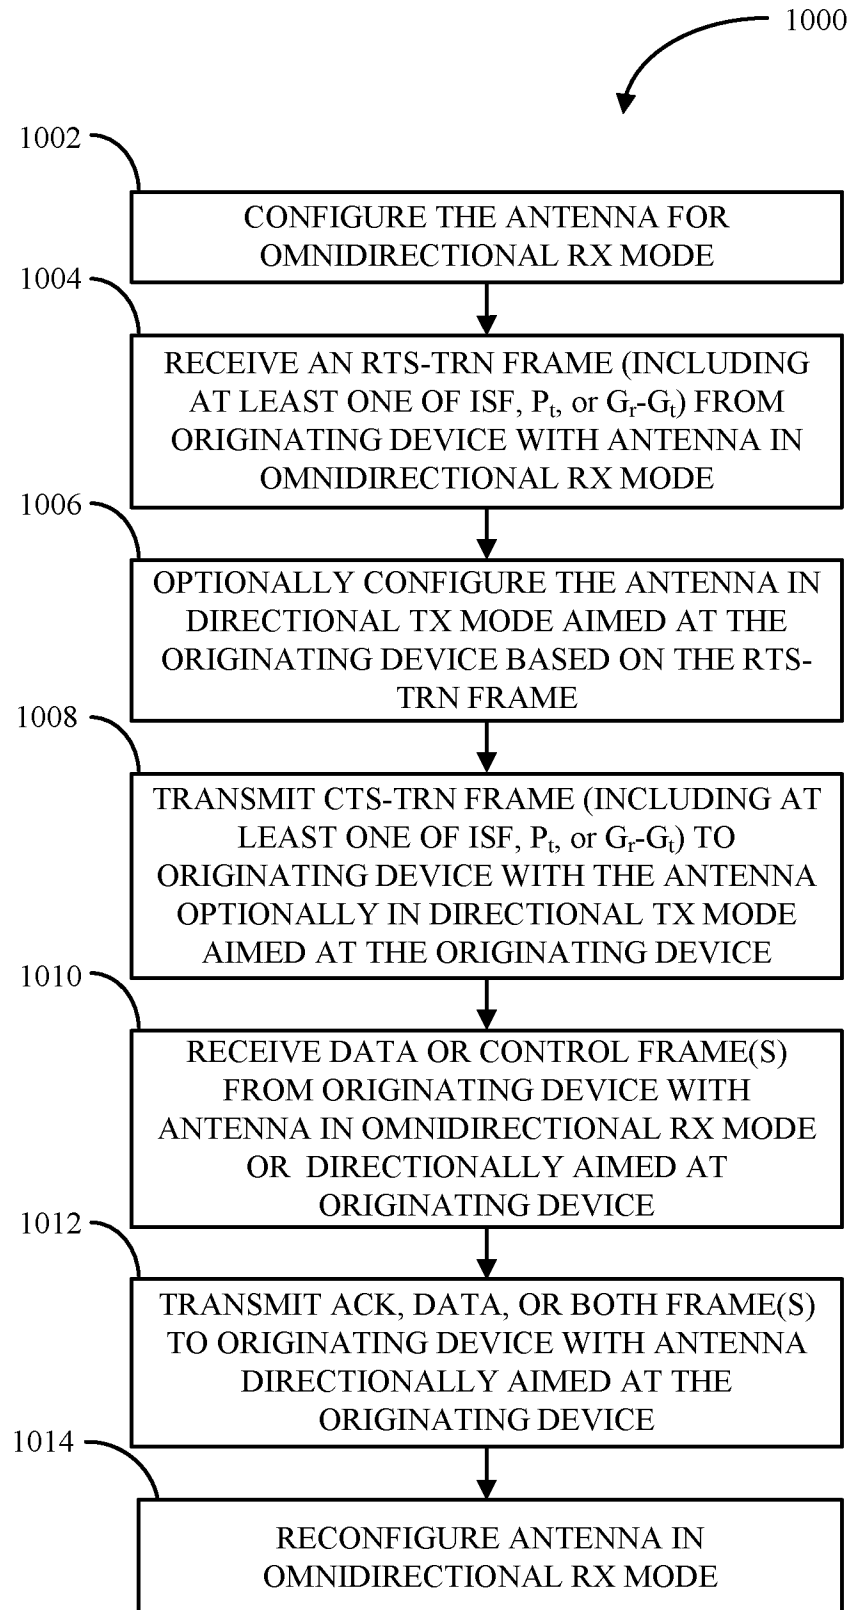 1000
1002
CONFIGURE THE ANTENNA FOR
OMNIDIRECTIONAL RX MODE
1004
RECEIVE AN RTS-TRN FRAME (INCLUDING
AT LEAST ONE OF ISF, Pt, or Gr-Gt) FROM
ORIGINATING DEVICE WITH ANTENNA IN
OMNIDIRECTIONAL RX MODE
1006
OPTIONALLY CONFIGURE THE ANTENNA IN
DIRECTIONAL TX MODE AIMED AT THE
ORIGINATING DEVICE BASED ON THE RTS-
TRN FRAME
1008
TRANSMIT CTS-TRN FRAME (INCLUDING AT
LEAST ONE OF ISF, Pt, or Gr-Gt) TO
ORIGINATING DEVICE WITH THE ANTENNA
OPTIONALLY IN DIRECTIONAL TX MODE
AIMED AT THE ORIGINATING DEVICE
1010
RECEIVE DATA OR CONTROL FRAME(S)
FROM ORIGINATING DEVICE WITH
ANTENNA IN OMNIDIRECTIONAL RX MODE
OR DIRECTIONALLY AIMED AT
ORIGINATING DEVICE
1012
TRANSMIT ACK, DATA, OR BOTH FRAME(S)
TO ORIGINATING DEVICE WITH ANTENNA
DIRECTIONALLY AIMED AT THE
ORIGINATING DEVICE
1014
RECONFIGURE ANTENNA IN
OMNIDIRECTIONAL RX MODE